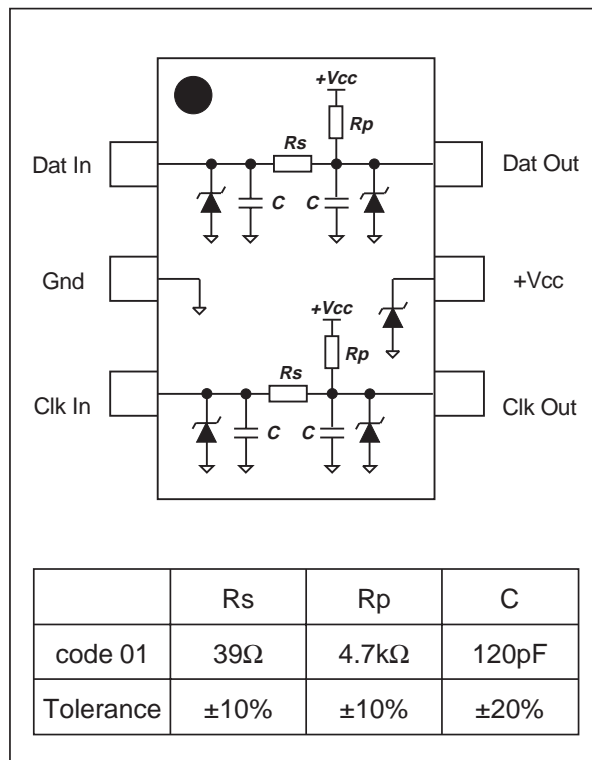 +Vcc
Rp
Rs
Dat In
Dat Out
C
C
Gnd
+Vcc
+Vcc
Rp
Rs
Clk In
Clk Out
C
C
Rs Rp C
code 01 39Ω 4.7kΩ 120pF
Tolerance ±10% ±10% ±20%